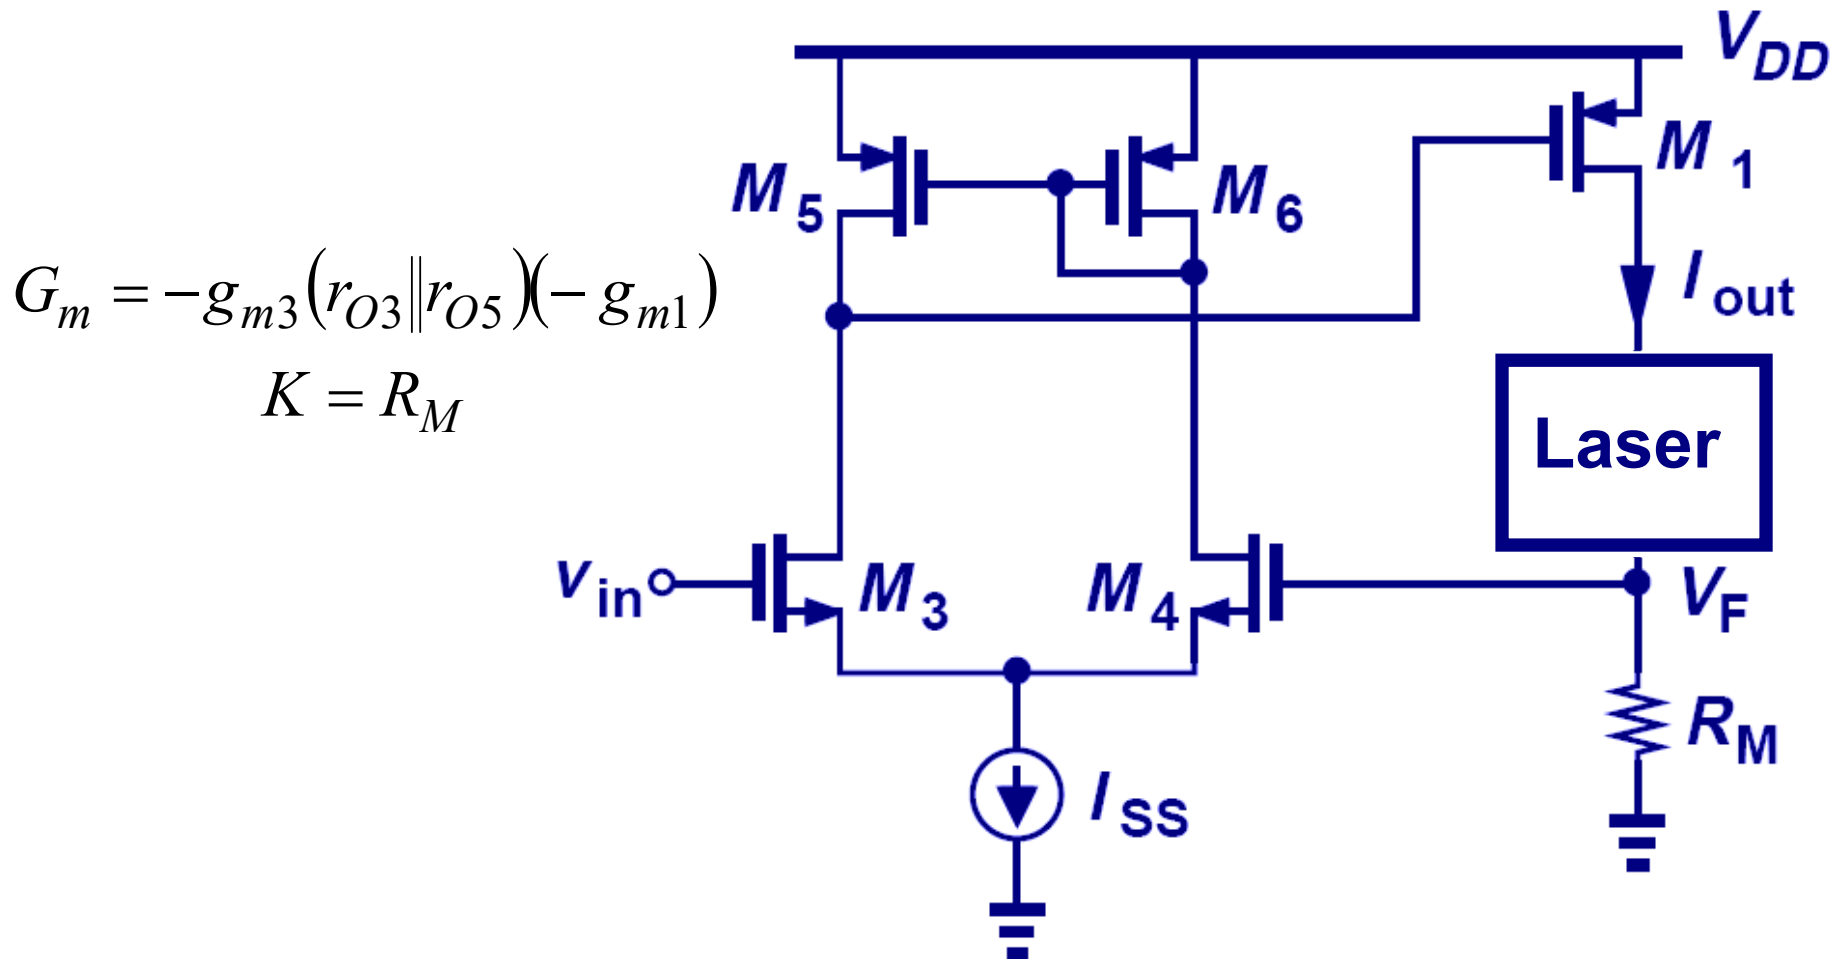 V_DD
M_5
M_6
M_1
G_m = −g_m3(r_O3‖r_O5)(−g_m1)
I_out
K = R_M
Laser
v_in
M_3
M_4
V_F
R_M
I_SS